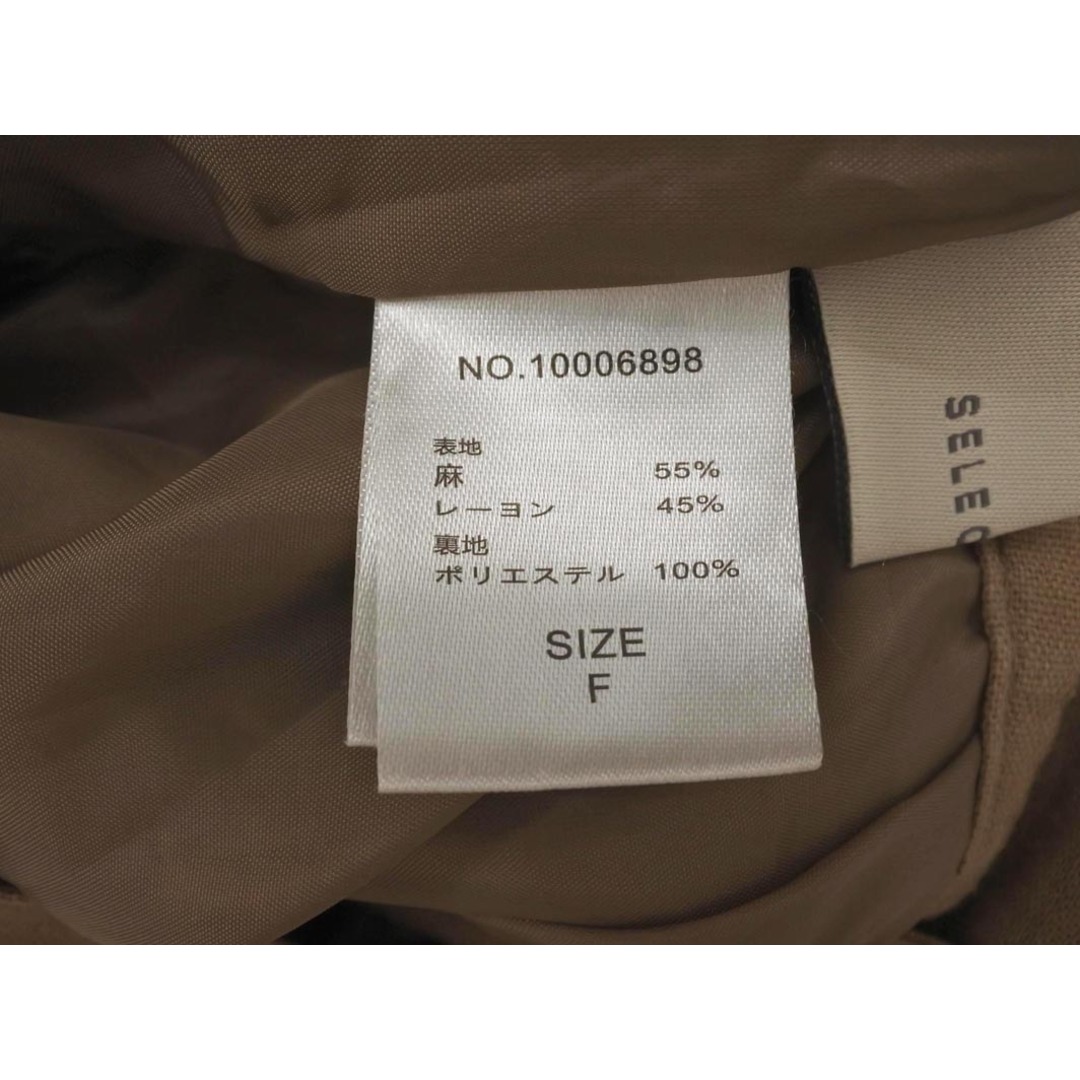 NO.10006898
表地
麻 55%
レーヨン 45%
裏地
ポリエステル 100%
SIZE
F